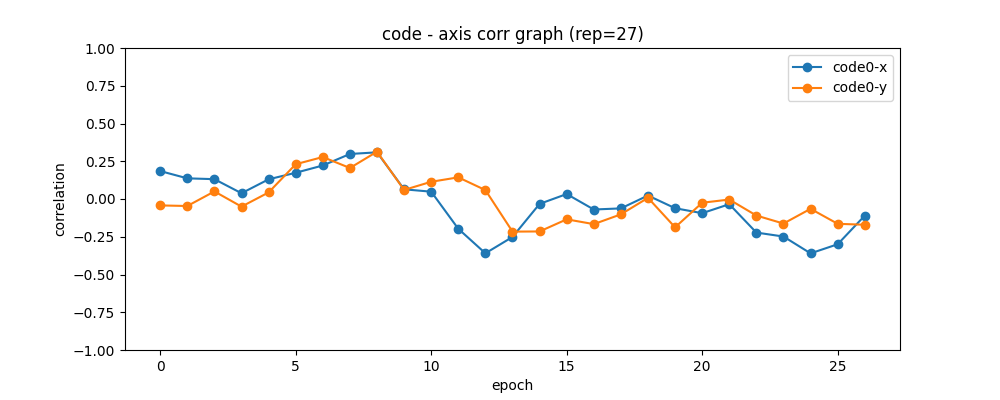 code - axis corr graph (rep=27)
1.00
0.75
0.50
0.25
0.00
−0.25
−0.50
−0.75
−1.00
correlation
code0-x
code0-y
0 5 10 15 20 25
epoch